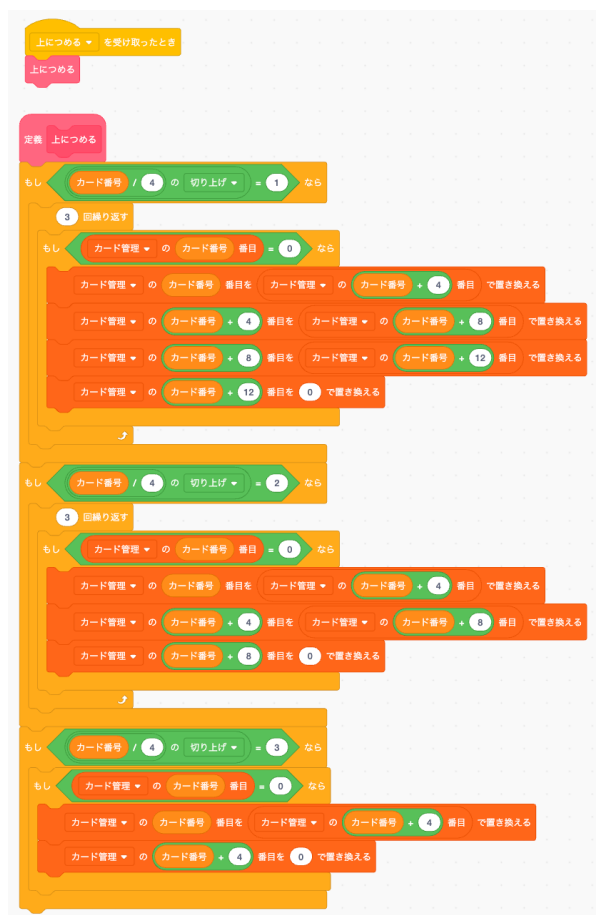 上につめる を受け取ったとき
上につめる
定義 上につめる
もし カード番号 / 4 の 切り上げ = 1 なら
3 回繰り返す
もし カード管理 の カード番号 番目 = 0 なら
カード管理 の カード番号 番目を カード管理 の カード番号 + 4 番目 で置き換える
カード管理 の カード番号 + 4 番目を カード管理 の カード番号 + 8 番目 で置き換える
カード管理 の カード番号 + 8 番目を カード管理 の カード番号 + 12 番目 で置き換える
カード管理 の カード番号 + 12 番目を 0 で置き換える
もし カード番号 / 4 の 切り上げ = 2 なら
3 回繰り返す
もし カード管理 の カード番号 番目 = 0 なら
カード管理 の カード番号 番目を カード管理 の カード番号 + 4 番目 で置き換える
カード管理 の カード番号 + 4 番目を カード管理 の カード番号 + 8 番目 で置き換える
カード管理 の カード番号 + 8 番目を 0 で置き換える
もし カード番号 / 4 の 切り上げ = 3 なら
もし カード管理 の カード番号 番目 = 0 なら
カード管理 の カード番号 番目を カード管理 の カード番号 + 4 番目 で置き換える
カード管理 の カード番号 + 4 番目を 0 で置き換える